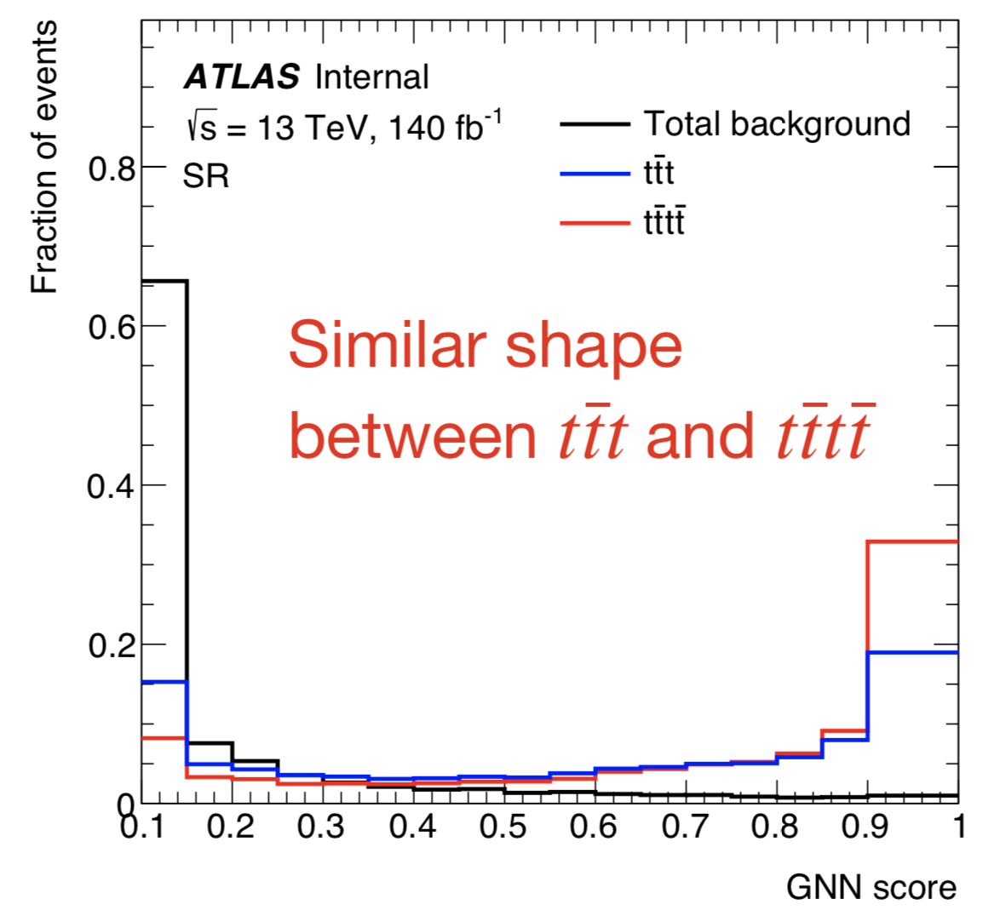 Fraction of events
ATLAS Internal
√s = 13 TeV, 140 fb⁻¹
SR
Total background
tt̄t
tt̄tt̄
Similar shape
between tt̄t and tt̄tt̄
0.8
0.6
0.4
0.2
0
0.1 0.2 0.3 0.4 0.5 0.6 0.7 0.8 0.9 1
GNN score